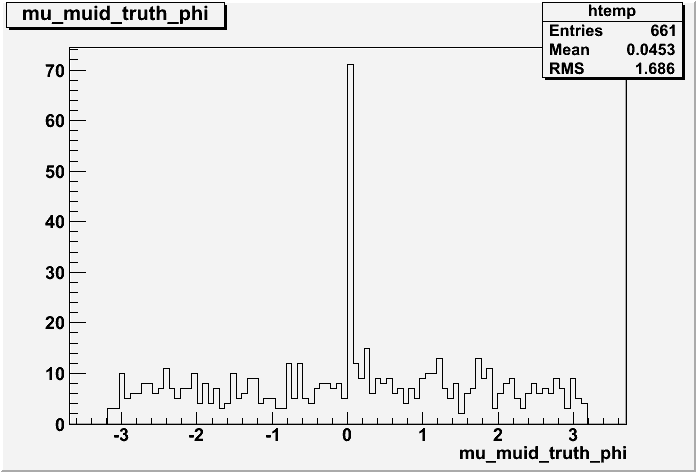 mu_muid_truth_phi
htemp
Entries 661
Mean 0.0453
RMS 1.686
70
60
50
40
30
20
10
0
-3 -2 -1 0 1 2 3
mu_muid_truth_phi